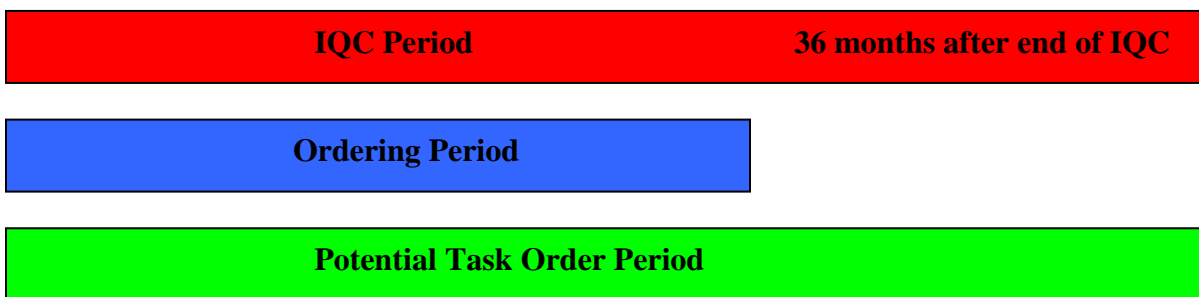 IQC Period 36 months after end of IQC
Ordering Period
Potential Task Order Period